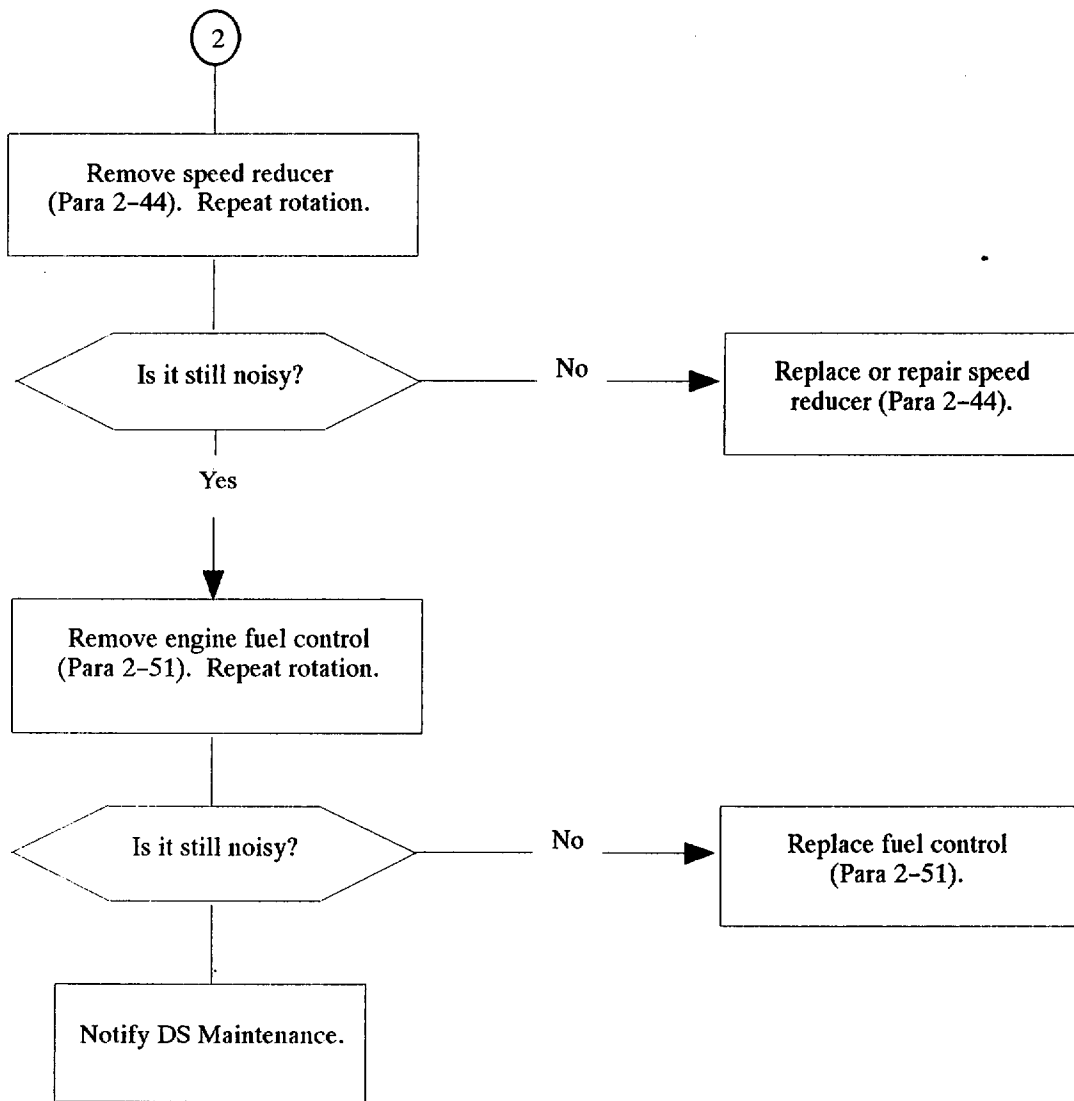 2
Remove speed reducer
(Para 2–44). Repeat rotation.
Is it still noisy?
No
Replace or repair speed
reducer (Para 2–44).
Yes
Remove engine fuel control
(Para 2–51). Repeat rotation.
Is it still noisy?
No
Replace fuel control
(Para 2–51).
Notify DS Maintenance.